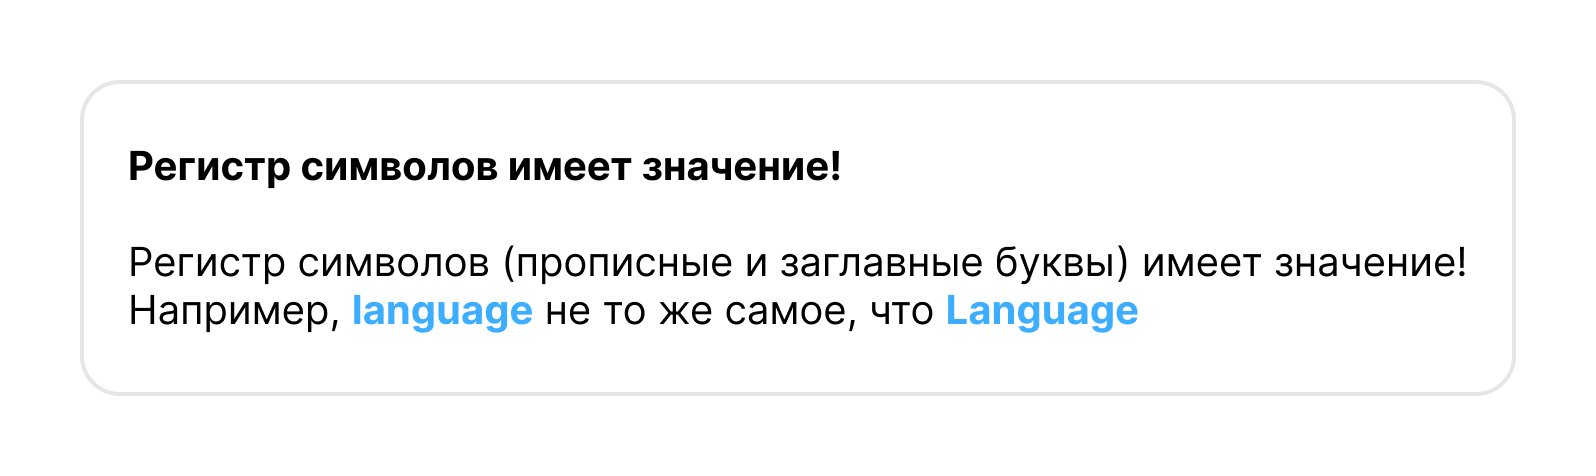 Регистр символов имеет значение!
Регистр символов (прописные и заглавные буквы) имеет значение!
Например, language не то же самое, что Language